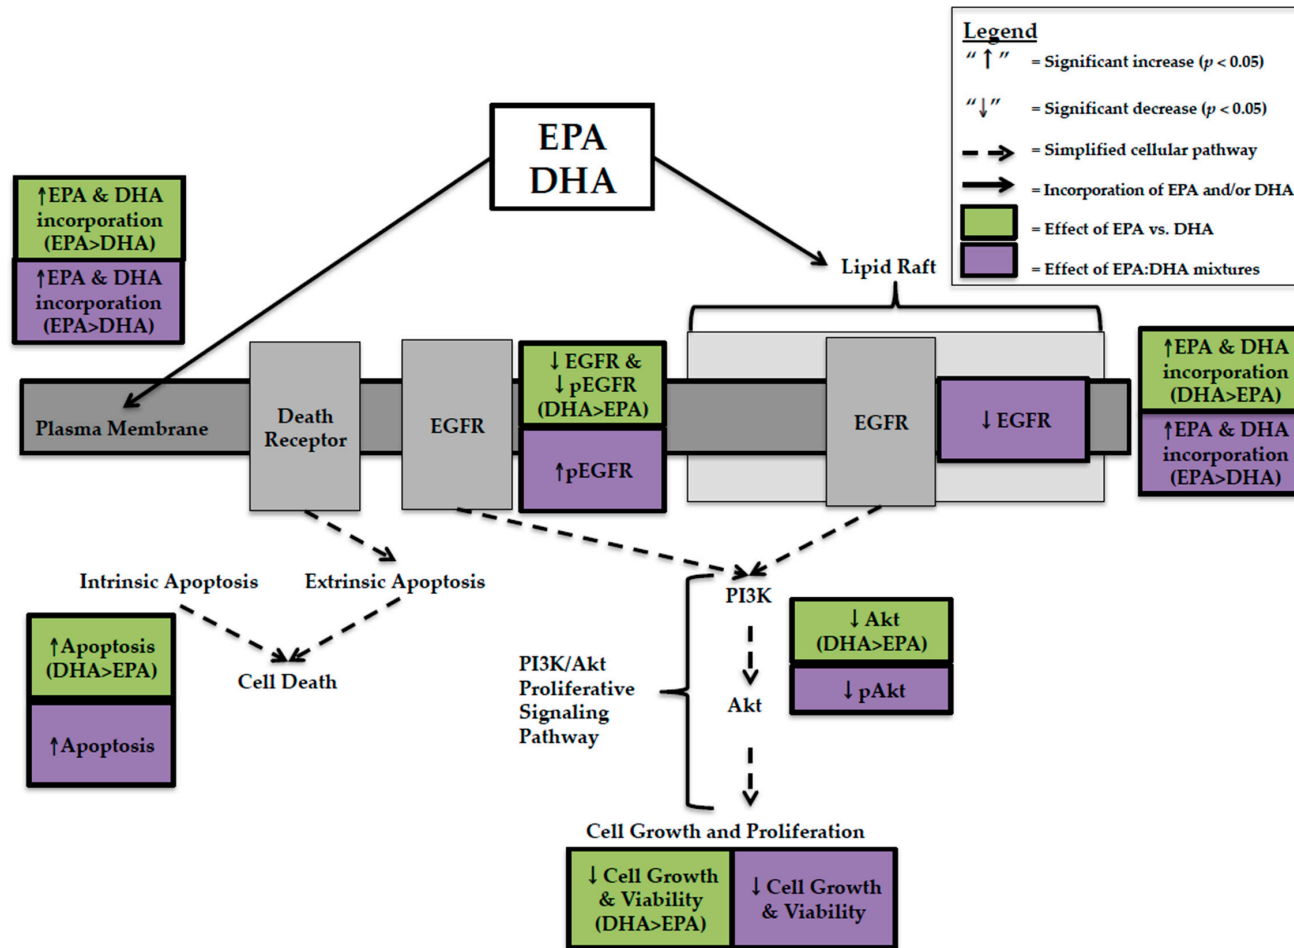 Legend
“↑” = Significant increase (p < 0.05)
“↓” = Significant decrease (p < 0.05)
= Simplified cellular pathway
= Incorporation of EPA and/or DHA
= Effect of EPA vs. DHA
= Effect of EPA:DHA mixtures
EPA
DHA
↑EPA & DHA
incorporation
(EPA>DHA)
↑EPA & DHA
incorporation
(EPA>DHA)
Lipid Raft
Plasma Membrane
Death
Receptor
EGFR
↓ EGFR &
↓ pEGFR
(DHA>EPA)
↑pEGFR
EGFR
↓ EGFR
↑EPA & DHA
incorporation
(DHA>EPA)
↑EPA & DHA
incorporation
(EPA>DHA)
Intrinsic Apoptosis
Extrinsic Apoptosis
Cell Death
↑Apoptosis
(DHA>EPA)
↑Apoptosis
PI3K/Akt
Proliferative
Signaling
Pathway
PI3K
Akt
↓ Akt
(DHA>EPA)
↓ pAkt
Cell Growth and Proliferation
↓ Cell Growth
& Viability
(DHA>EPA)
↓ Cell Growth
& Viability